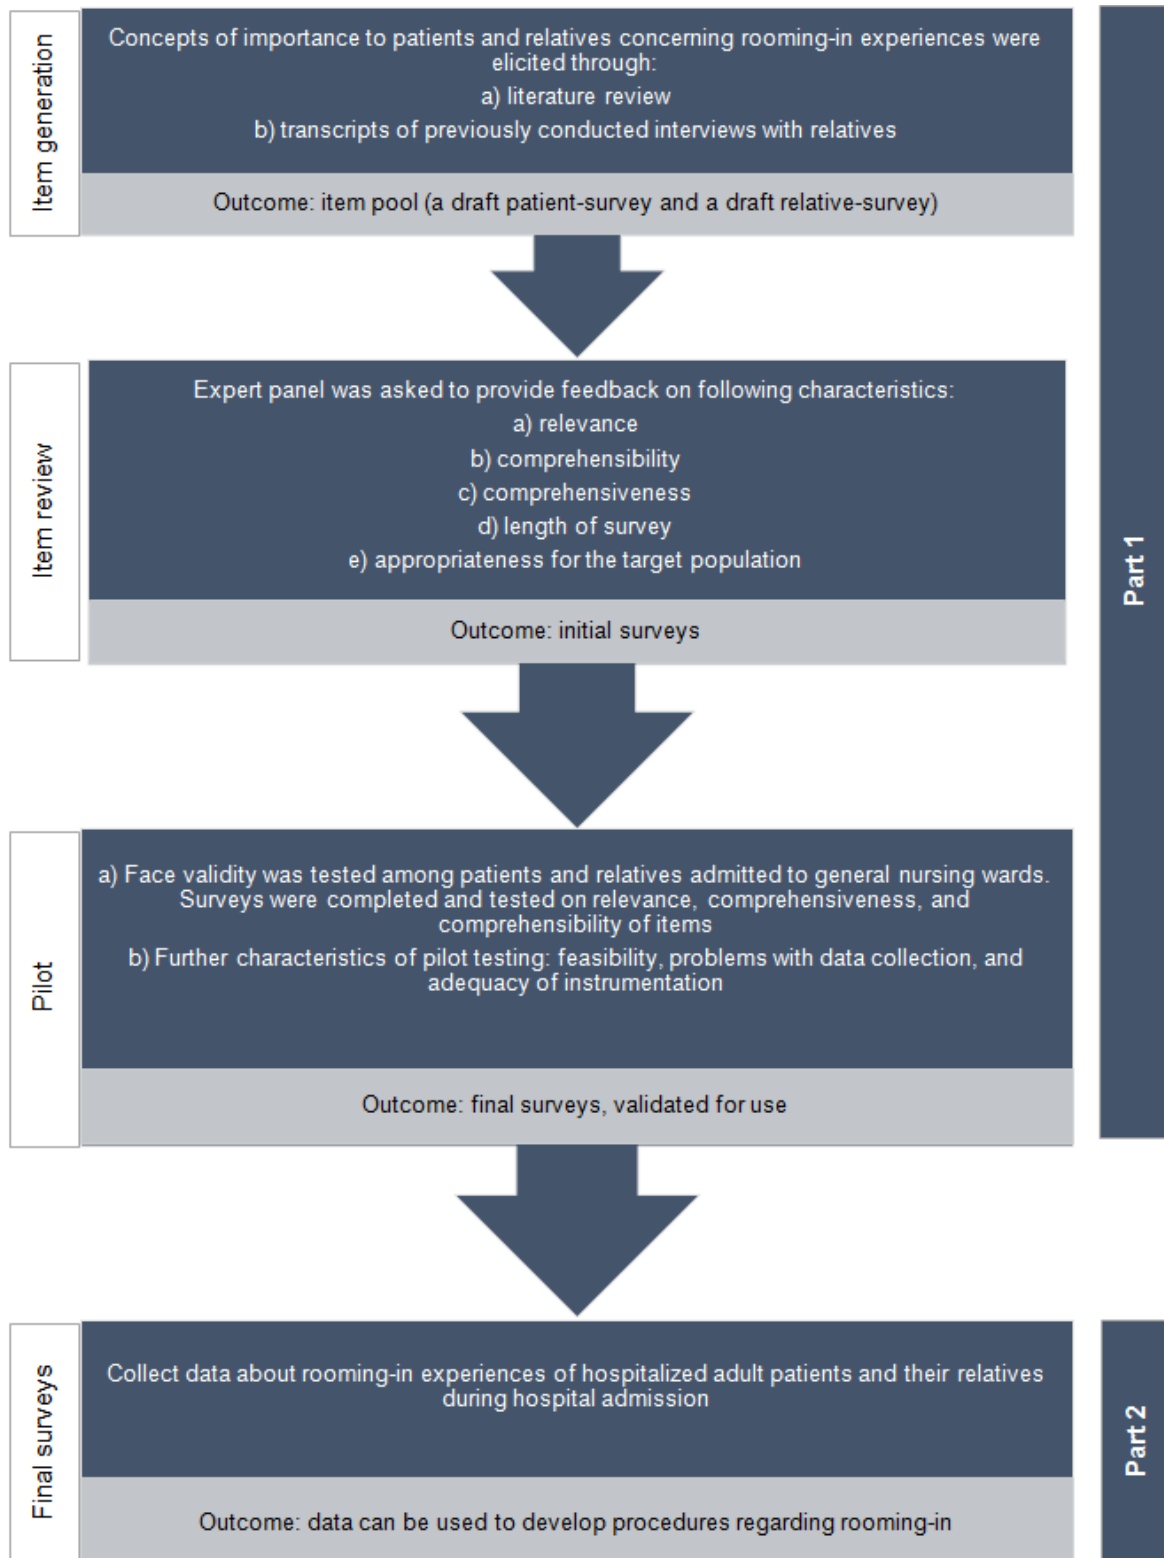 Item generation
Concepts of importance to patients and relatives concerning rooming-in experiences were
elicited through:
a) literature review
b) transcripts of previously conducted interviews with relatives
Outcome: item pool (a draft patient-survey and a draft relative-survey)
Part 1
Item review
Expert panel was asked to provide feedback on following characteristics:
a) relevance
b) comprehensibility
c) comprehensiveness
d) length of survey
e) appropriateness for the target population
Outcome: initial surveys
Pilot
a) Face validity was tested among patients and relatives admitted to general nursing wards.
Surveys were completed and tested on relevance, comprehensiveness, and
comprehensibility of items
b) Further characteristics of pilot testing: feasibility, problems with data collection, and
adequacy of instrumentation
Outcome: final surveys, validated for use
Final surveys
Collect data about rooming-in experiences of hospitalized adult patients and their relatives
during hospital admission
Outcome: data can be used to develop procedures regarding rooming-in
Part 2